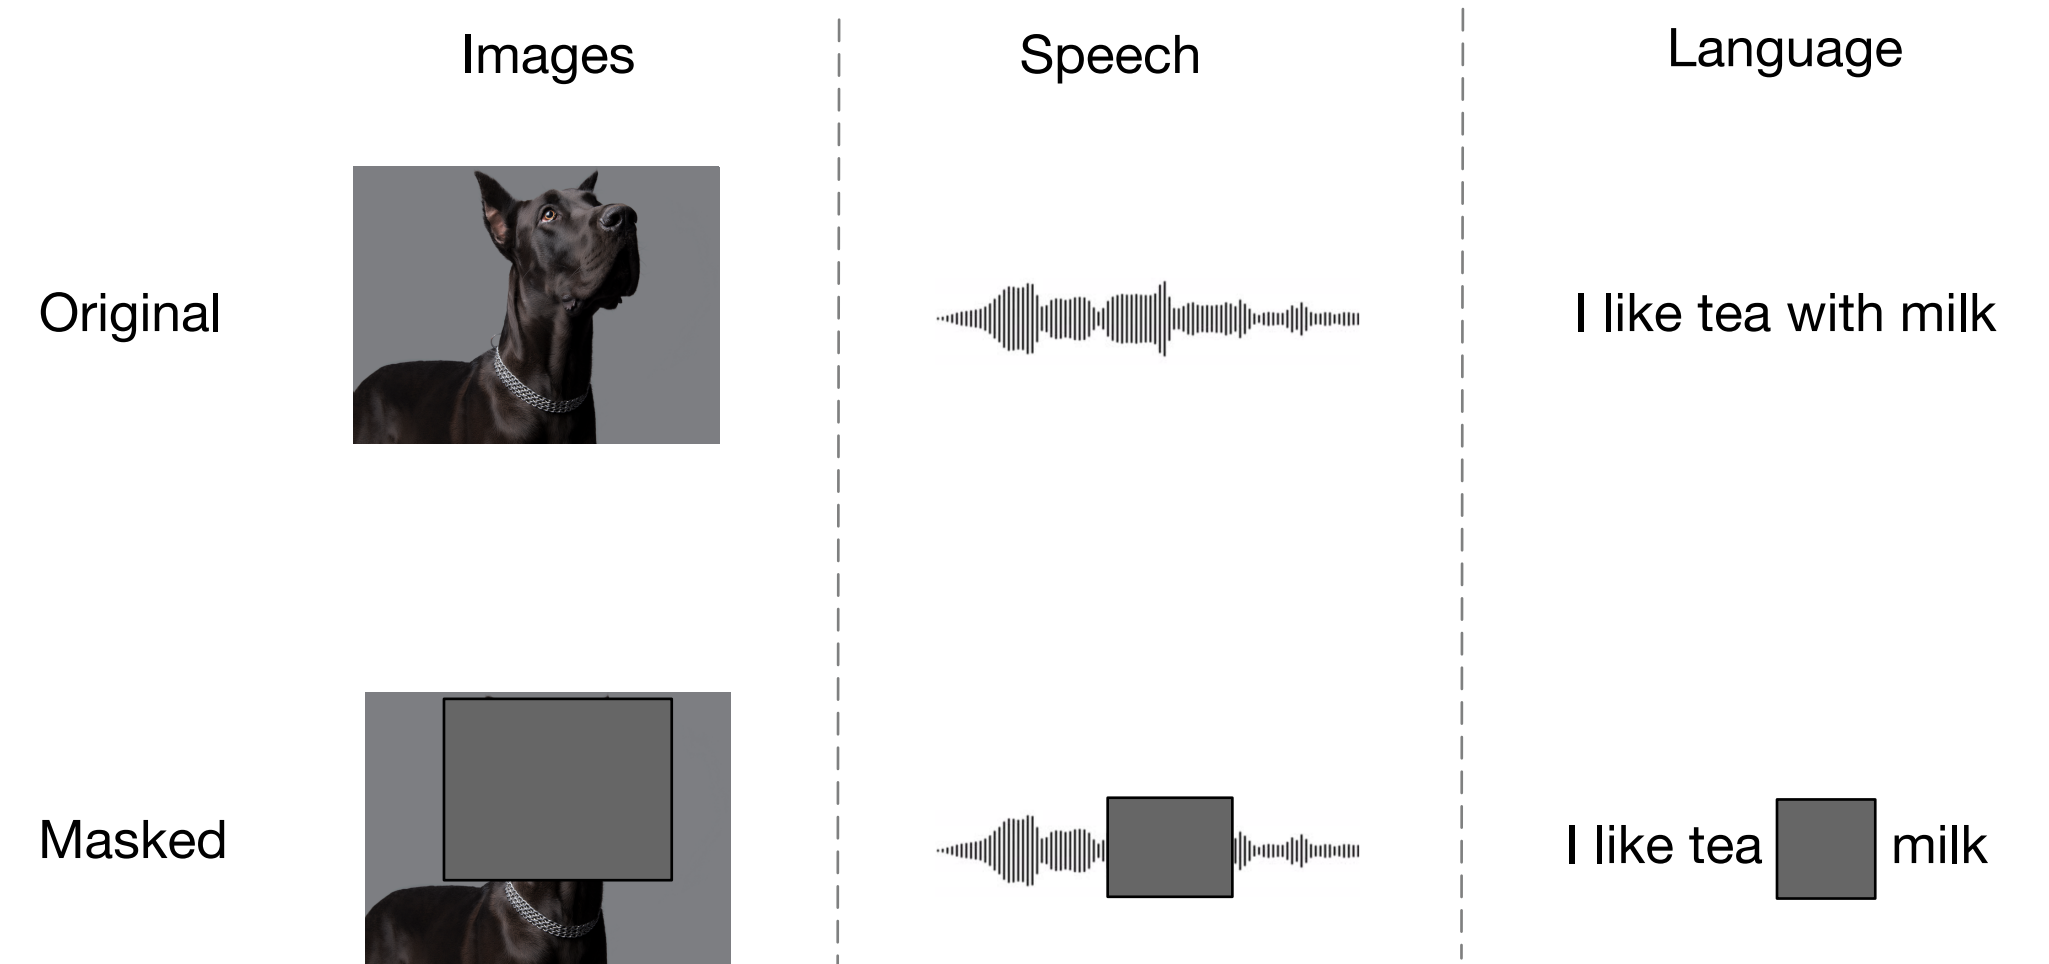 Images
Speech
Language
Original
I like tea with milk
Masked
I like tea milk